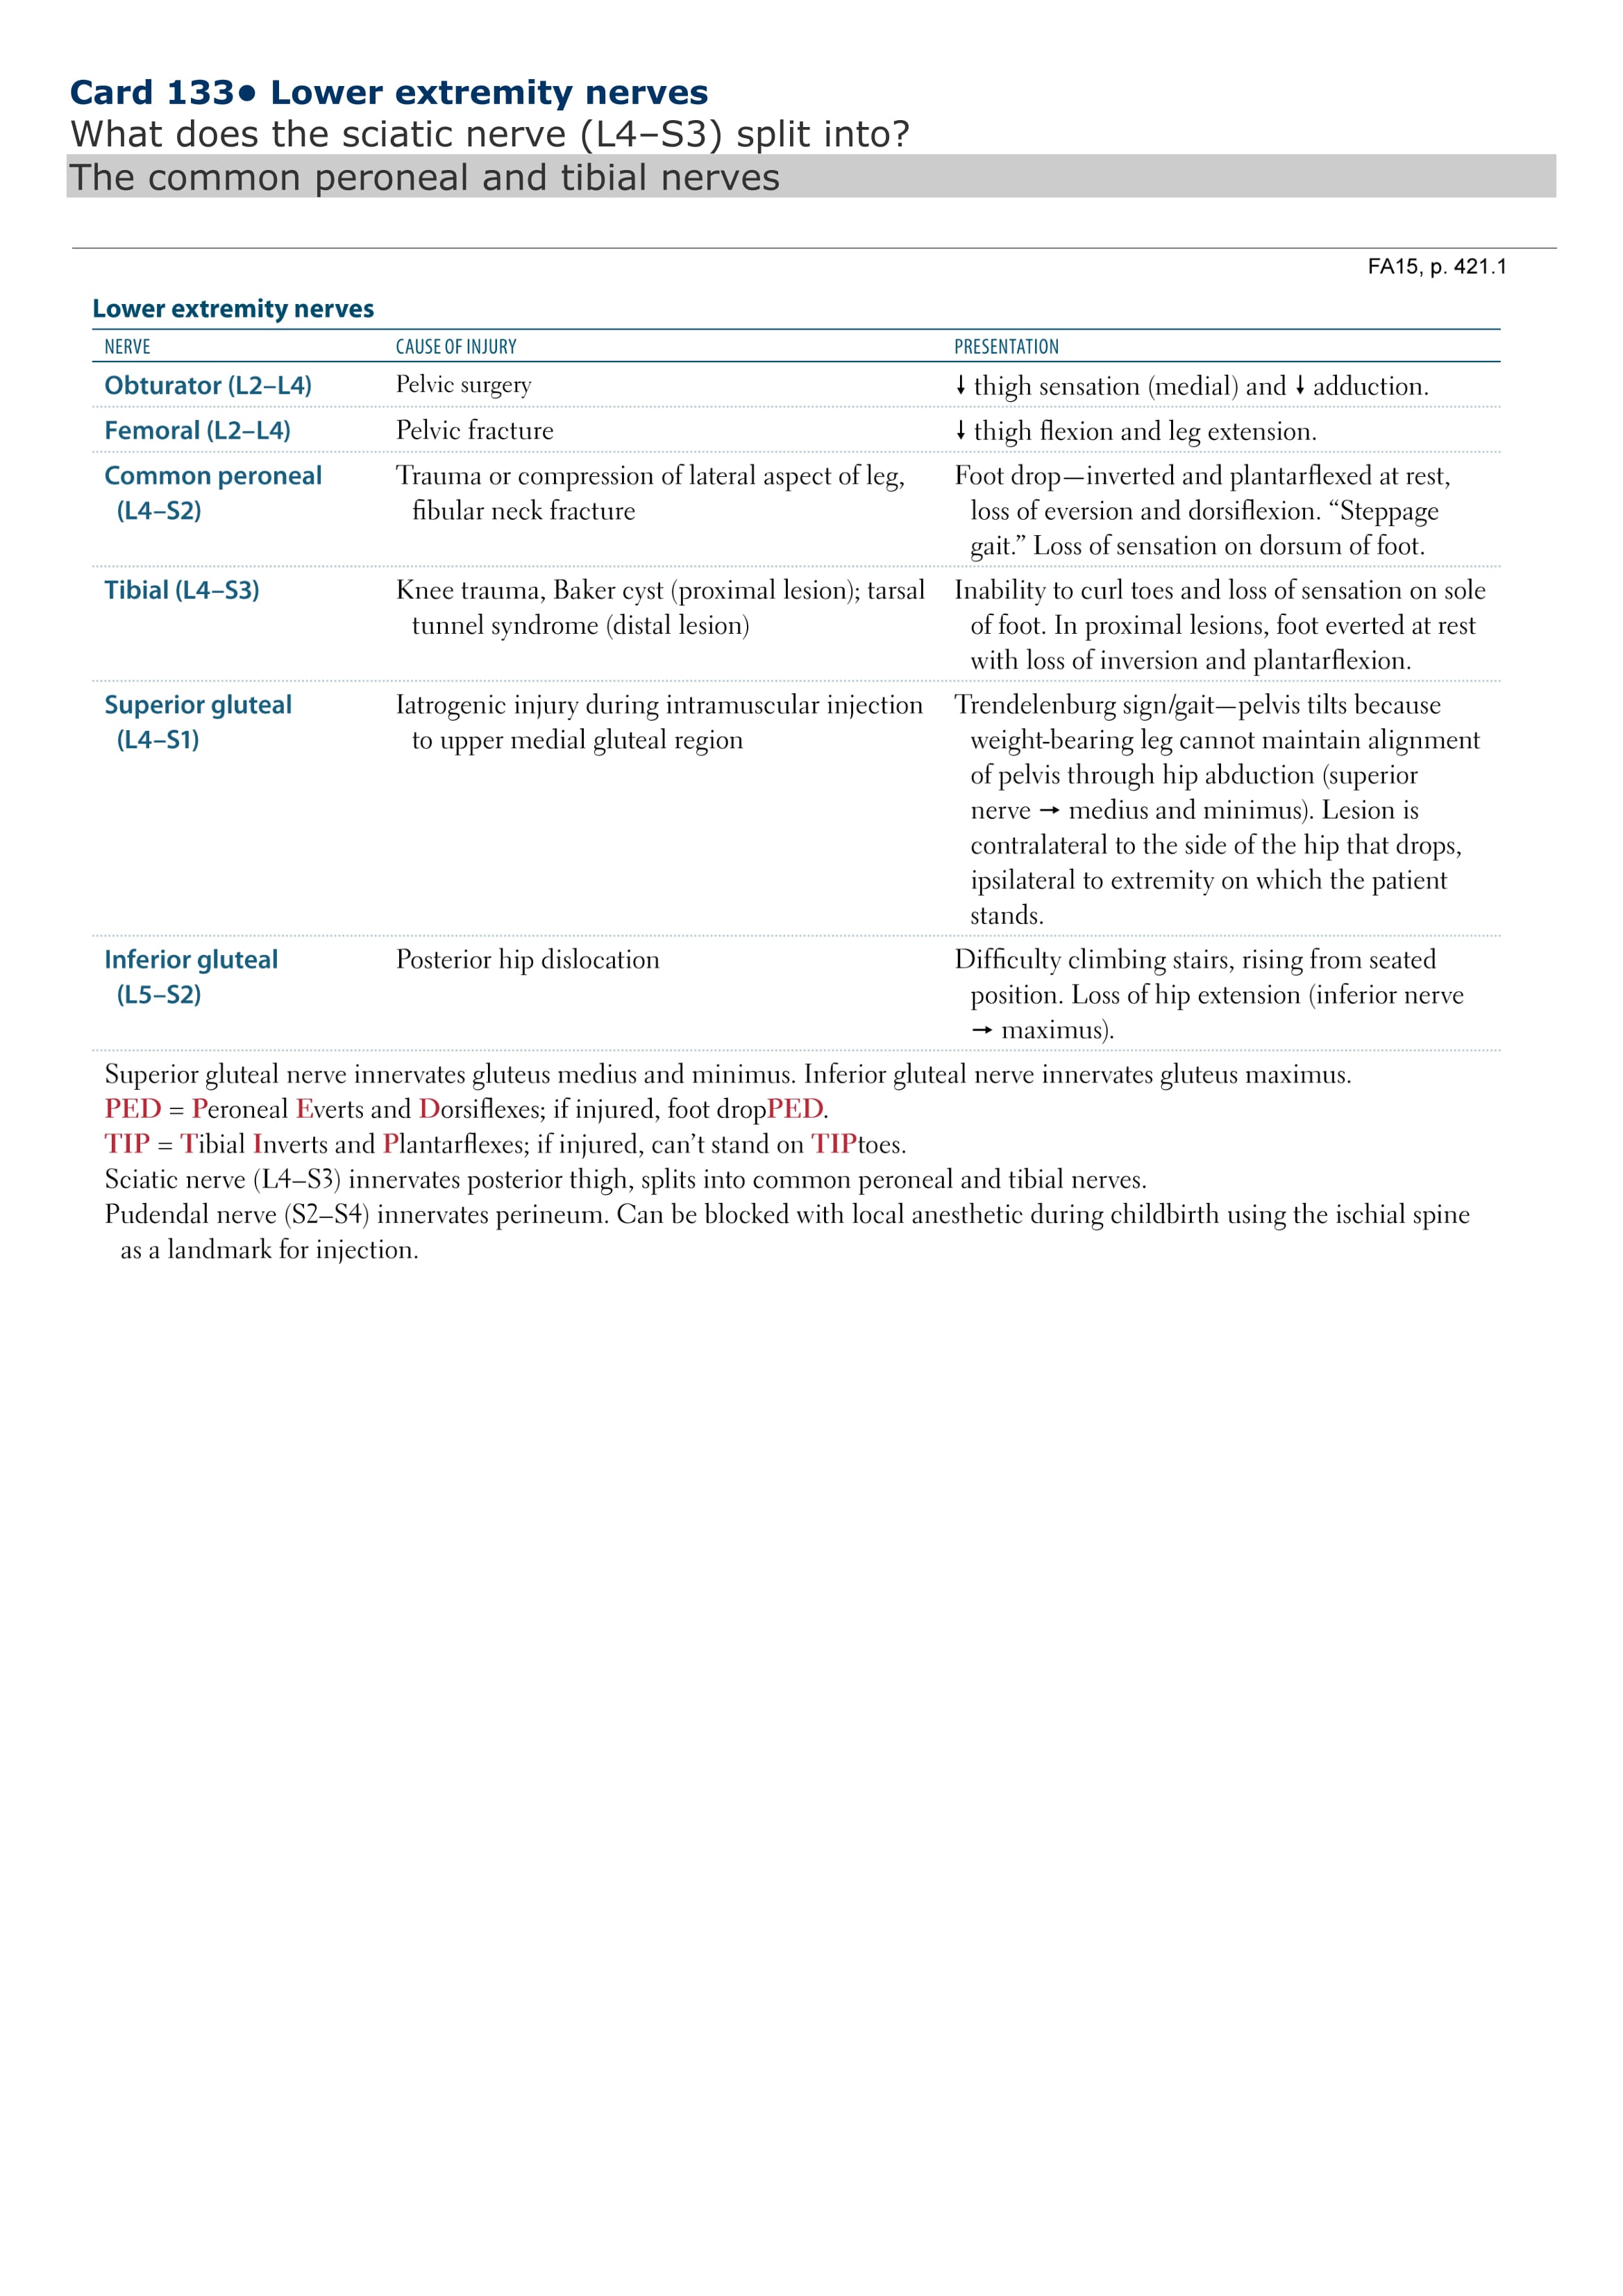 Card 133● Lower extremity nerves
What does the sciatic nerve (L4–S3) split into?
The common peroneal and tibial nerves
FA15, p. 421.1
Lower extremity nerves
NERVE CAUSE OF INJURY PRESENTATION
Obturator (L2–L4) Pelvic surgery ↓ thigh sensation (medial) and ↓ adduction.
Femoral (L2–L4) Pelvic fracture ↓ thigh flexion and leg extension.
Common peroneal Trauma or compression of lateral aspect of leg, Foot drop—inverted and plantarflexed at rest,
(L4–S2) fibular neck fracture loss of eversion and dorsiflexion. “Steppage
gait.” Loss of sensation on dorsum of foot.
Tibial (L4–S3) Knee trauma, Baker cyst (proximal lesion); tarsal Inability to curl toes and loss of sensation on sole
tunnel syndrome (distal lesion) of foot. In proximal lesions, foot everted at rest
with loss of inversion and plantarflexion.
Superior gluteal Iatrogenic injury during intramuscular injection Trendelenburg sign/gait—pelvis tilts because
(L4–S1) to upper medial gluteal region weight-bearing leg cannot maintain alignment
of pelvis through hip abduction (superior
nerve → medius and minimus). Lesion is
contralateral to the side of the hip that drops,
ipsilateral to extremity on which the patient
stands.
Inferior gluteal Posterior hip dislocation Difficulty climbing stairs, rising from seated
(L5–S2) position. Loss of hip extension (inferior nerve
→ maximus).
Superior gluteal nerve innervates gluteus medius and minimus. Inferior gluteal nerve innervates gluteus maximus.
PED = Peroneal Everts and Dorsiflexes; if injured, foot dropPED.
TIP = Tibial Inverts and Plantarflexes; if injured, can’t stand on TIPtoes.
Sciatic nerve (L4–S3) innervates posterior thigh, splits into common peroneal and tibial nerves.
Pudendal nerve (S2–S4) innervates perineum. Can be blocked with local anesthetic during childbirth using the ischial spine
as a landmark for injection.